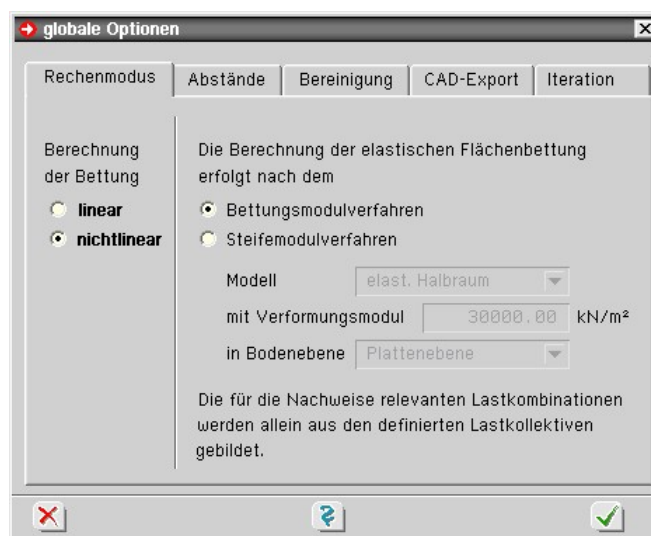 globale Optionen
Rechenmodus
Abstände
Bereinigung
CAD-Export
Iteration
Berechnung
der Bettung
linear
nichtlinear
Die Berechnung der elastischen Flächenbettung
erfolgt nach dem
Bettungsmodulverfahren
Steifemodulverfahren
Modell elast. Halbraum
mit Verformungsmodul 30000.00 kN/m²
in Bodenebene Plattenebene
Die für die Nachweise relevanten Lastkombinationen
werden allein aus den definierten Lastkollektiven
gebildet.